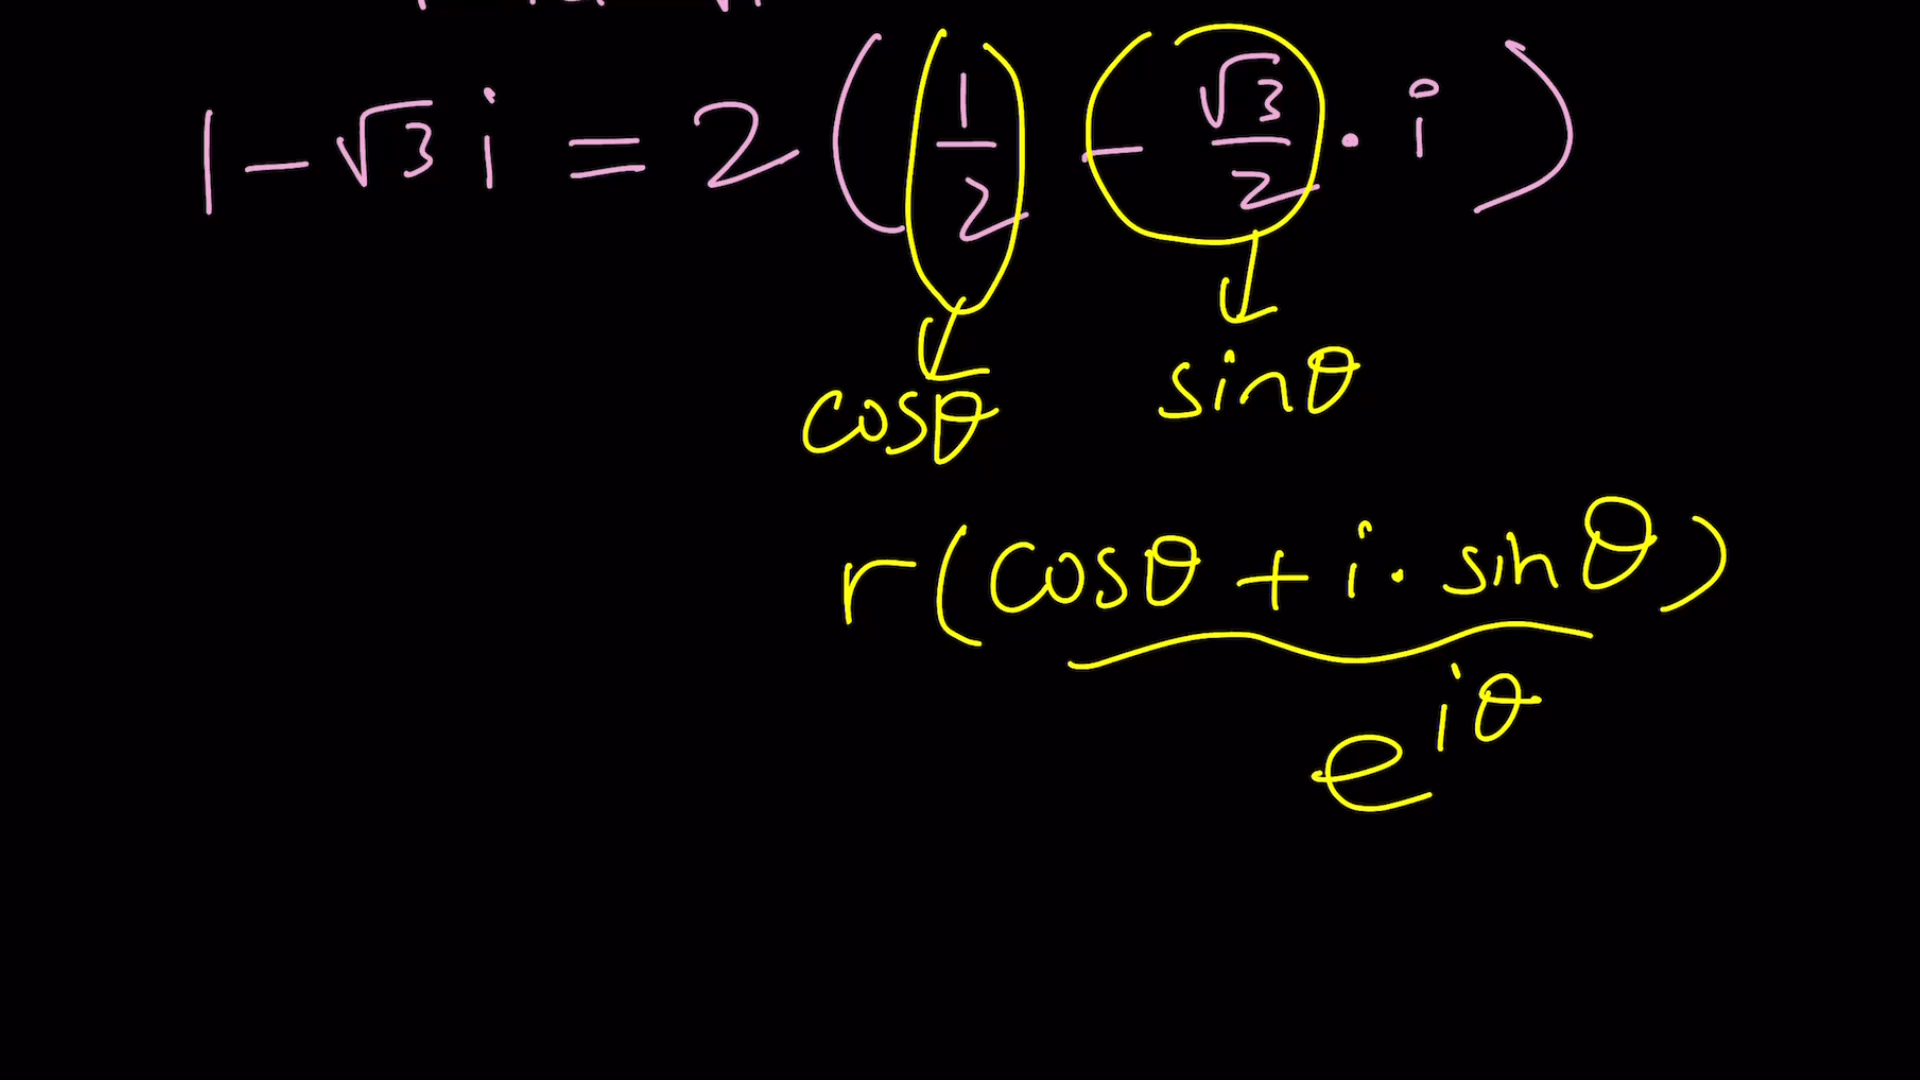 1 - √3 i = 2 ( 1/2 - √3/2 · i )
cosθ sinθ
r(cosθ + i · sinθ)
e^{iθ}